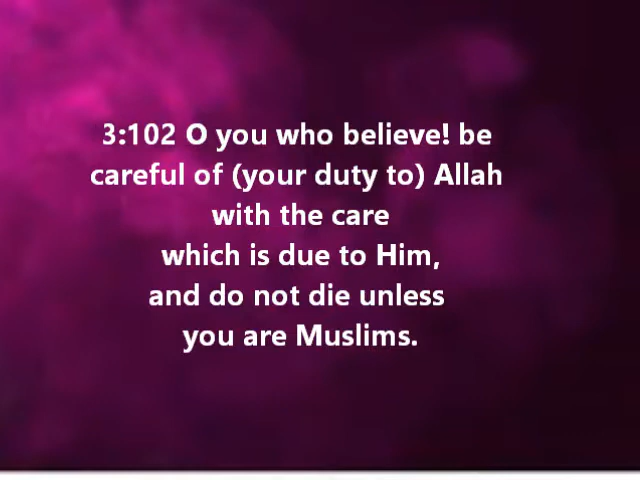 3:102 O you who believe! be
careful of (your duty to) Allah
with the care
which is due to Him,
and do not die unless
you are Muslims.